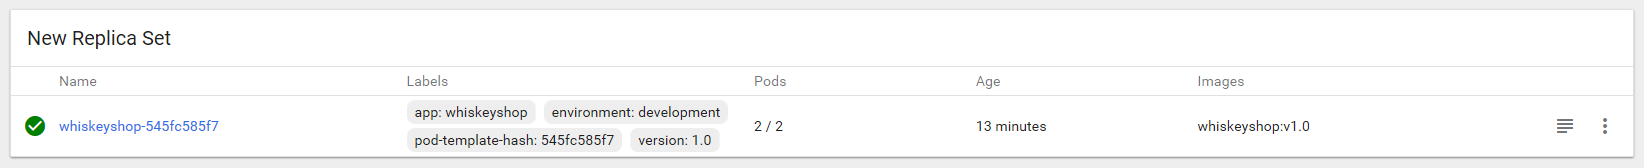 New Replica Set
Name Labels Pods Age Images
app: whiskeyshop environment: development
whiskeyshop-545fc585f7 2 / 2 13 minutes whiskeyshop:v1.0
pod-template-hash: 545fc585f7 version: 1.0